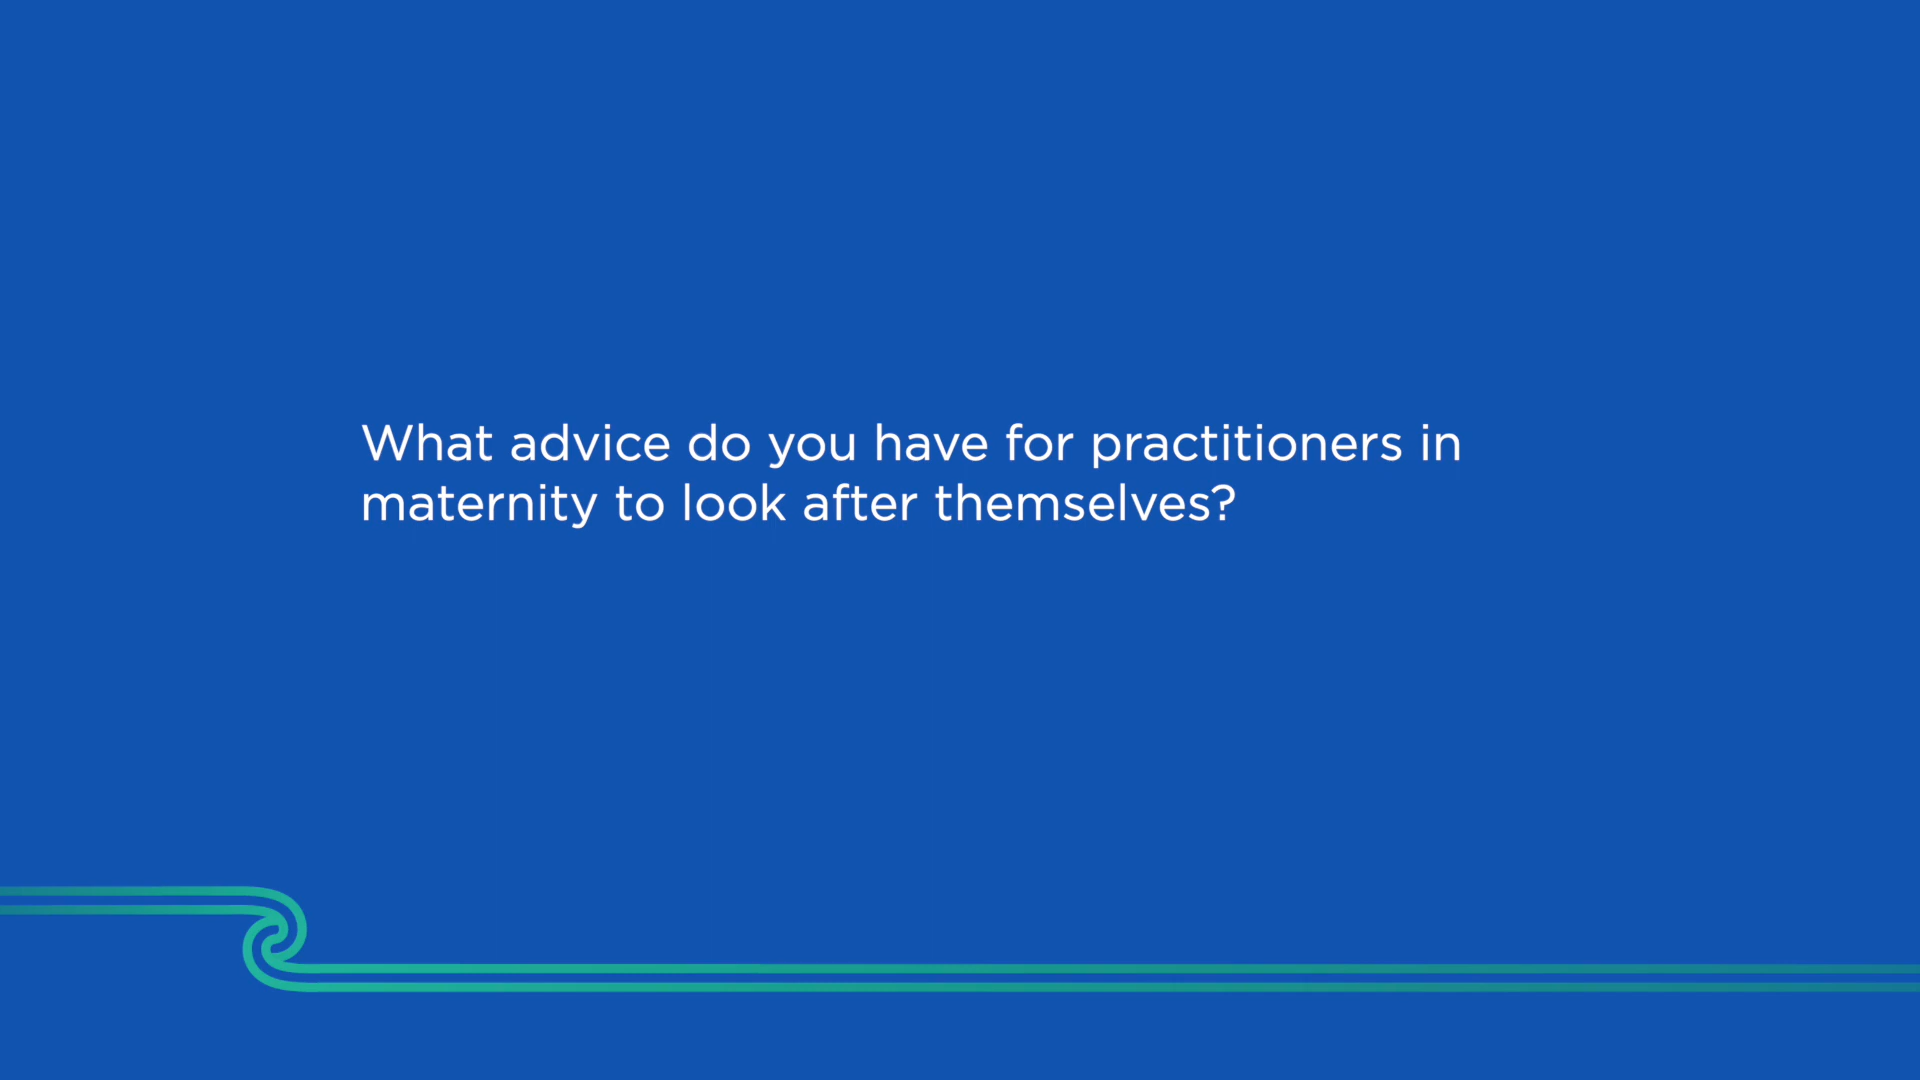 What advice do you have for practitioners in
maternity to look after themselves?